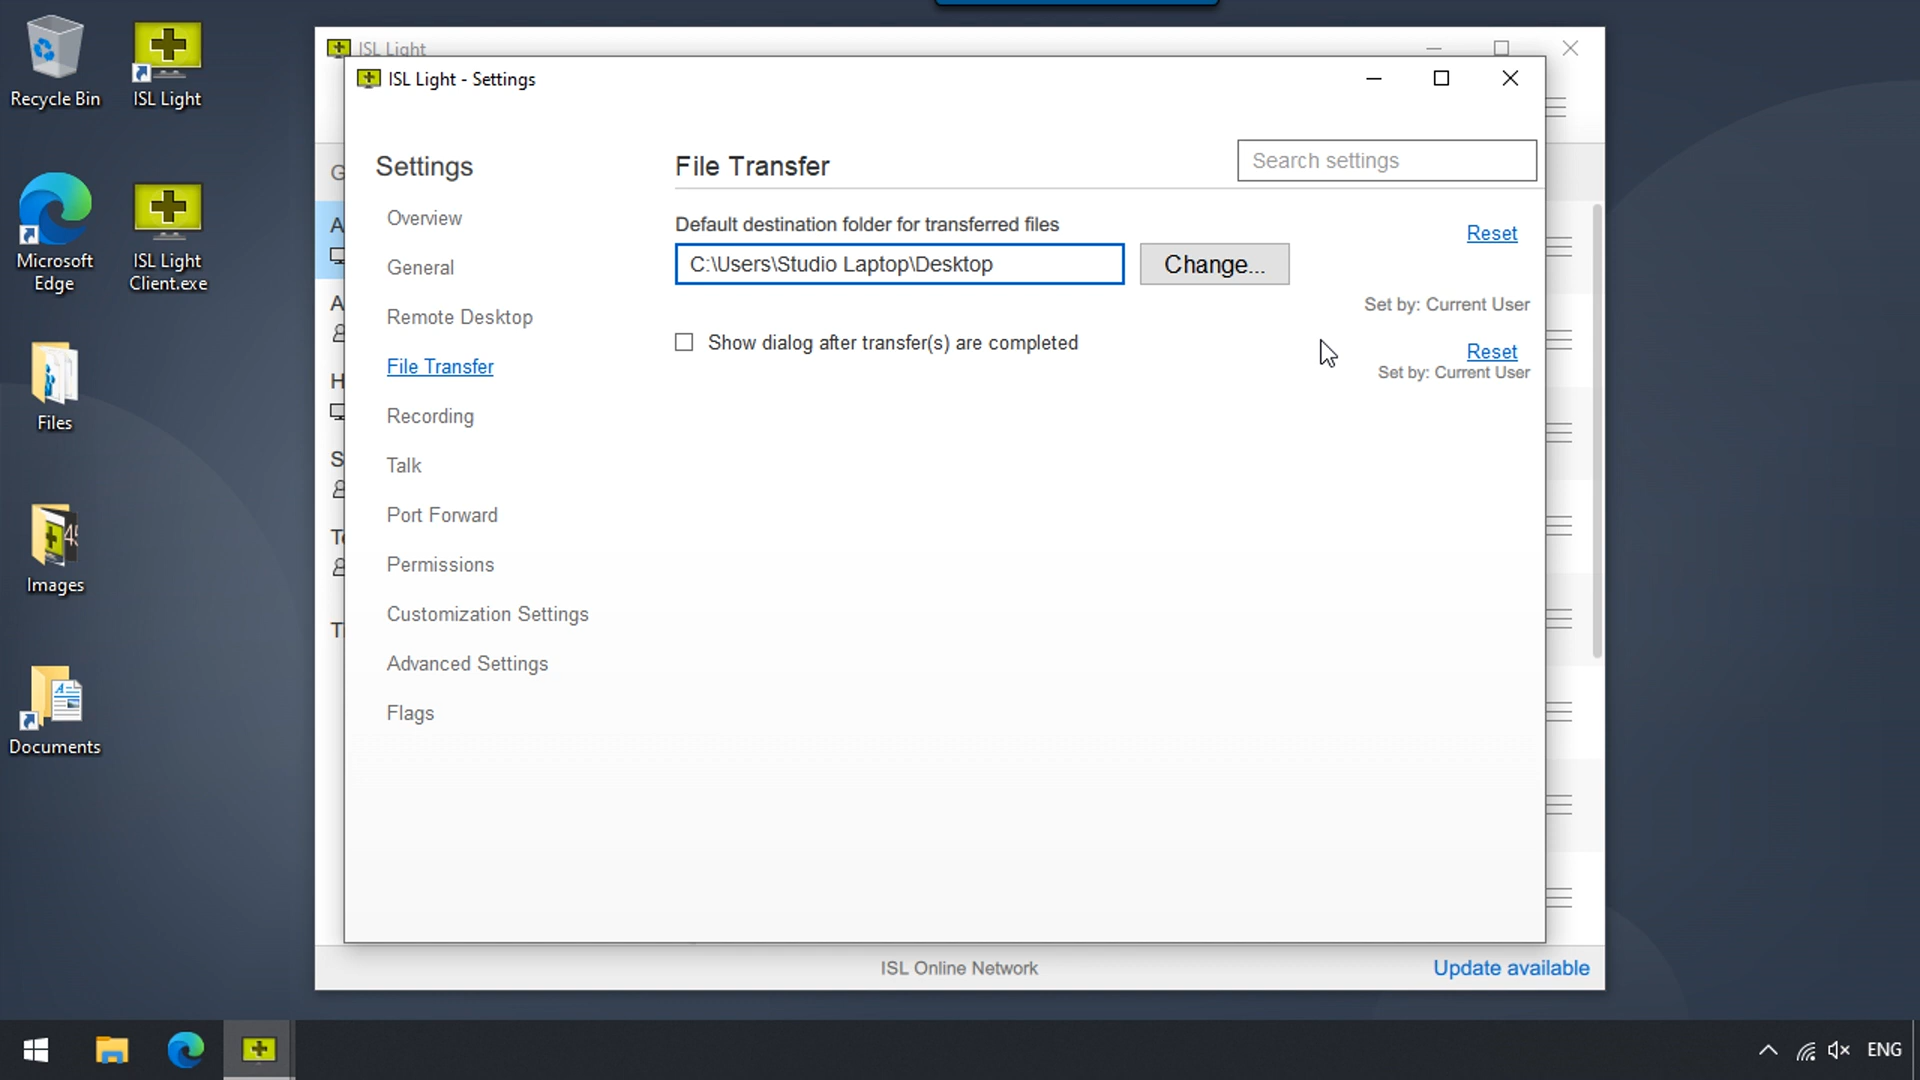 Recycle Bin
ISL Light
Microsoft
Edge
ISL Light
Client.exe
Files
Images
Documents
ISL Light
ISL Light - Settings
Settings
Overview
General
Remote Desktop
File Transfer
Recording
Talk
Port Forward
Permissions
Customization Settings
Advanced Settings
Flags
File Transfer
Search settings
Default destination folder for transferred files
Reset
C:\Users\Studio Laptop\Desktop
Change...
Set by: Current User
Show dialog after transfer(s) are completed
Reset
Set by: Current User
ISL Online Network
Update available
ENG